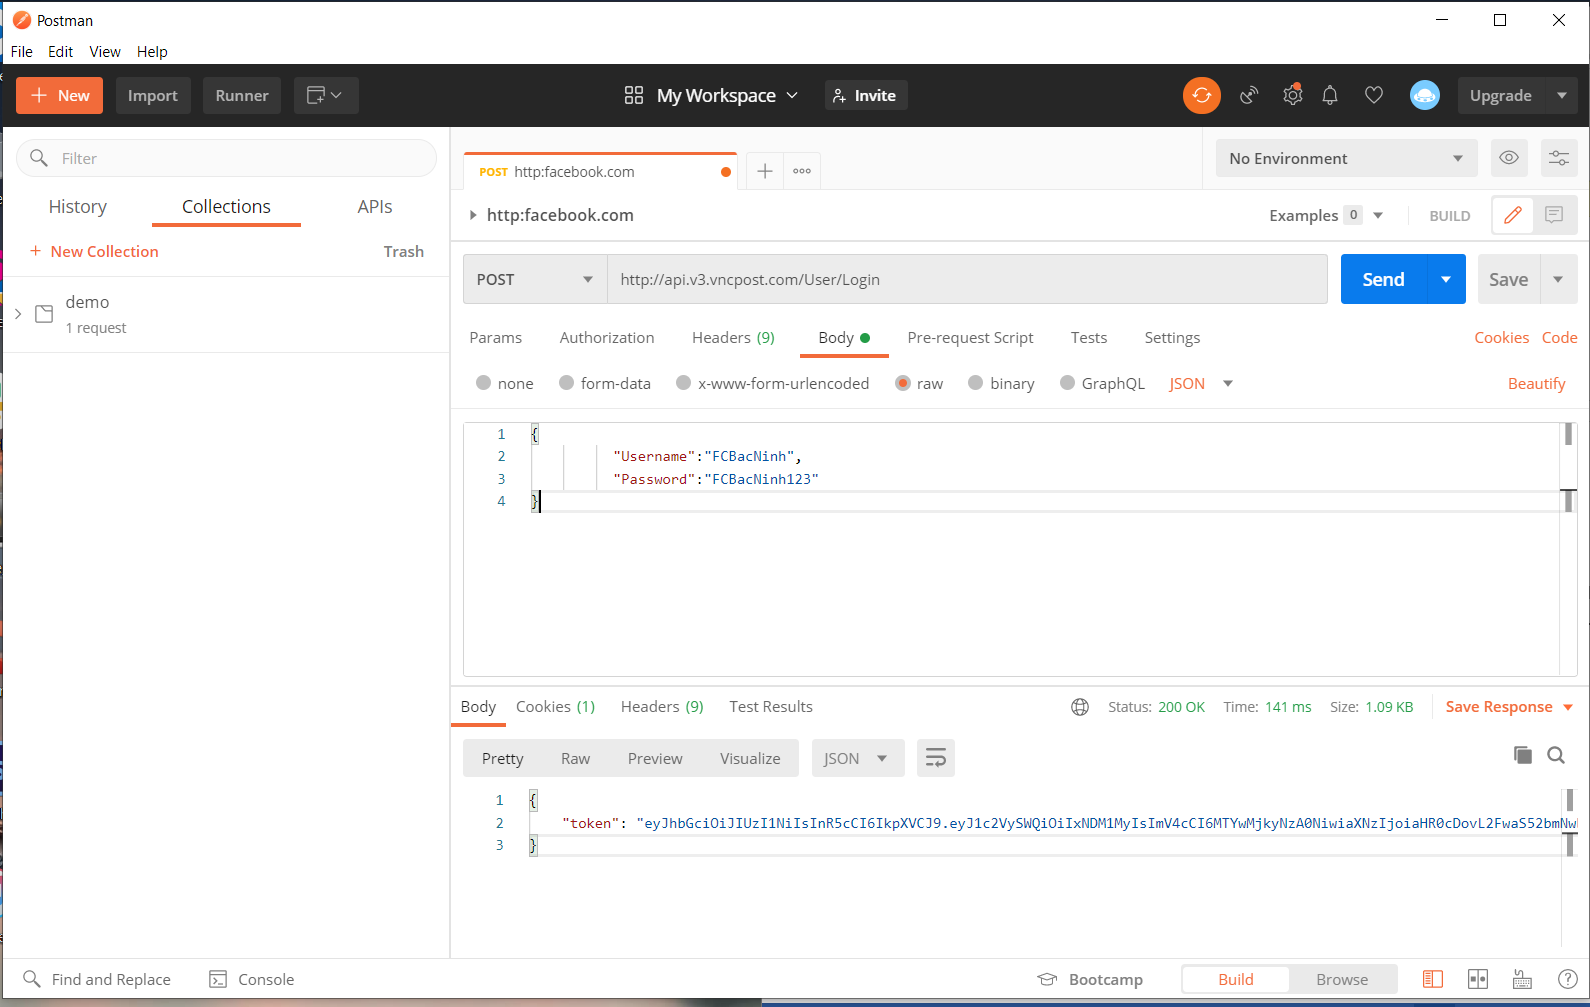 Postman
File Edit View Help
New Import Runner My Workspace Invite Upgrade
Filter
History Collections APIs
+ New Collection Trash
demo
1 request
POST http:facebook.com
No Environment
http:facebook.com
Examples 0 BUILD
POST http://api.v3.vncpost.com/User/Login Send Save
Params Authorization Headers (9) Body Pre-request Script Tests Settings Cookies Code
none form-data x-www-form-urlencoded raw binary GraphQL JSON Beautify
1 {
2 "Username":"FCBacNinh",
3 "Password":"FCBacNinh123"
4 }
Body Cookies (1) Headers (9) Test Results Status: 200 OK Time: 141 ms Size: 1.09 KB Save Response
Pretty Raw Preview Visualize JSON
1 {
2 "token": "eyJhbGciOiJIUzI1NiIsInR5cCI6IkpXVCJ9.eyJ1c2VySWQiOiIxNDM1MyIsImV4cCI6MTYwMjkyNzA0NiwiaXNzIjoiaHR0cDovL2FwaS52bmNw
3 }
Find and Replace Console Bootcamp Build Browse